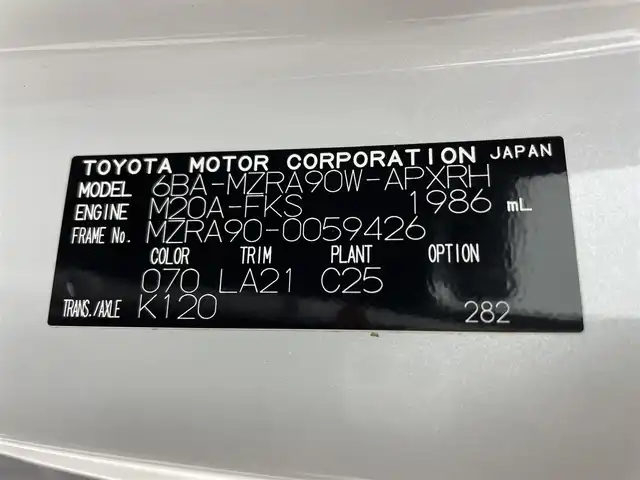 TOYOTA MOTOR CORPORATION JAPAN
MODEL 6BA-MZRA90W-APXRH
ENGINE M20A-FKS 1986 mL
FRAME No. MZRA90-0059426
COLOR TRIM PLANT OPTION
070 LA21 C25
TRANS./AXLE K120 282